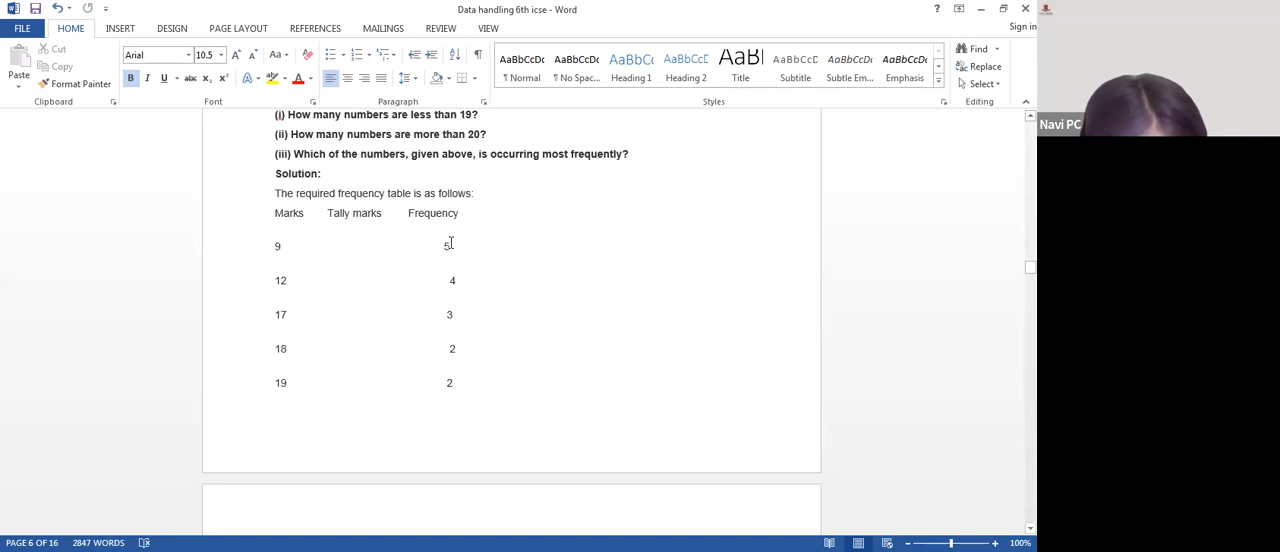 Data handling 6th icse - Word
Sign in
FILE HOME INSERT DESIGN PAGE LAYOUT REFERENCES MAILINGS REVIEW VIEW
Cut
Copy
Format Painter
Paste
Clipboard
Arial 10.5
Font
Paragraph
AaBbCcDc AaBbCcDc AaBbCc AaBbCcD AaBl AaBbCcDd AaBbCcDd AaBbCcDd
¶ Normal ¶ No Spac... Heading 1 Heading 2 Title Subtitle Subtle Em... Emphasis
Styles
Find
Replace
Select
Editing
Navi PC
(i) How many numbers are less than 19?
(ii) How many numbers are more than 20?
(iii) Which of the numbers, given above, is occurring most frequently?
Solution:
The required frequency table is as follows:
Marks Tally marks Frequency
9 5
12 4
17 3
18 2
19 2
PAGE 6 OF 16 2847 WORDS 100%